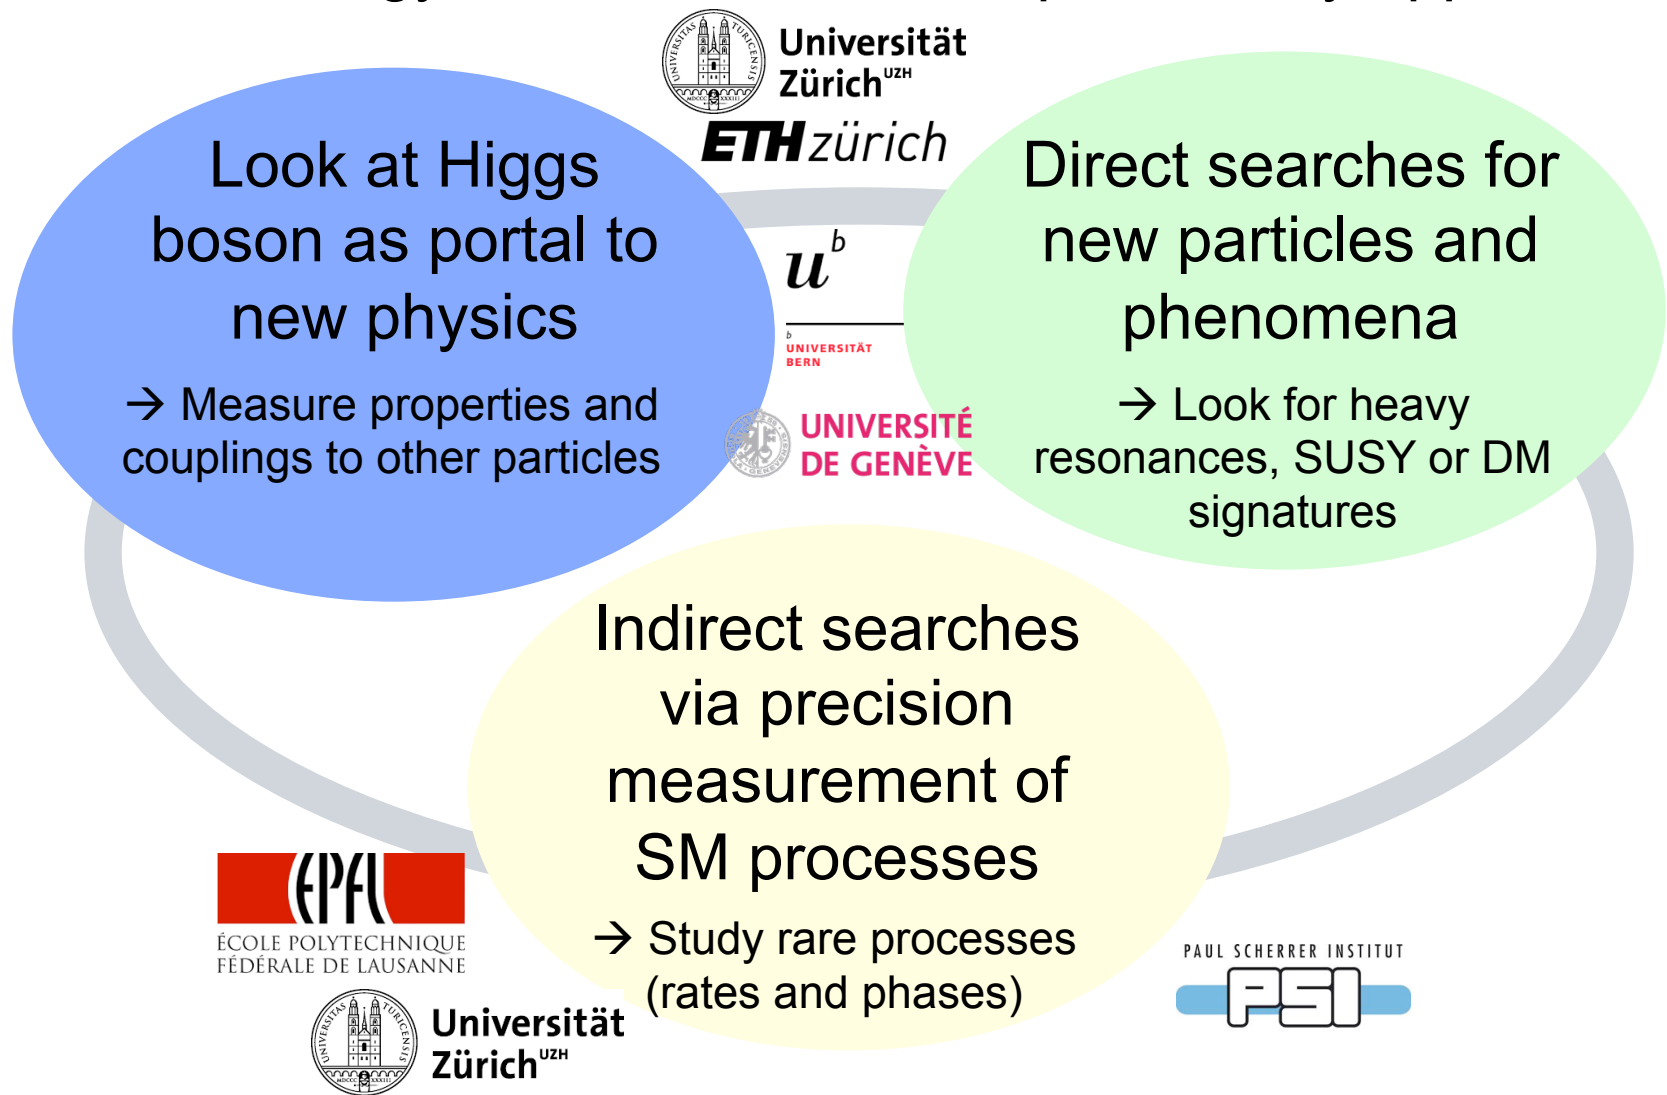 Universität
Zürich UZH
ETH zürich
Look at Higgs
boson as portal to
new physics
→ Measure properties and
couplings to other particles
u b
b
UNIVERSITÄT
BERN
UNIVERSITÉ
DE GENÈVE
Direct searches for
new particles and
phenomena
→ Look for heavy
resonances, SUSY or DM
signatures
Indirect searches
via precision
measurement of
SM processes
→ Study rare processes
(rates and phases)
EPFL
ÉCOLE POLYTECHNIQUE
FÉDÉRALE DE LAUSANNE
Universität
Zürich UZH
PAUL SCHERRER INSTITUT
PSI